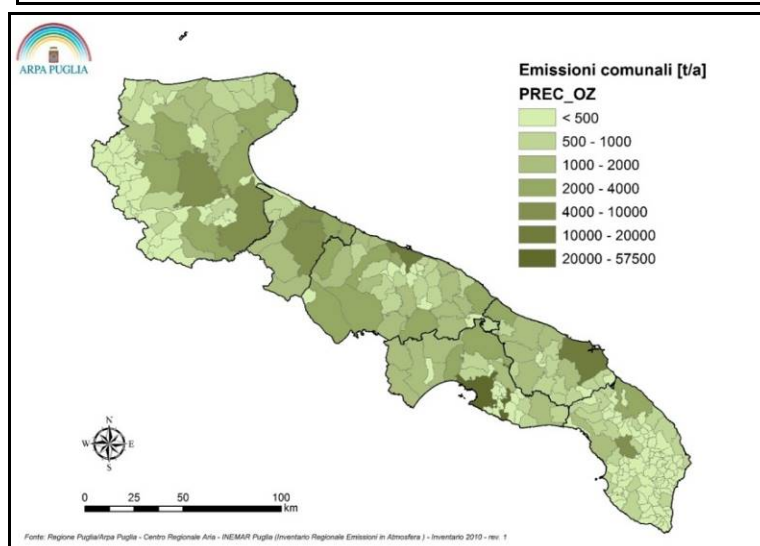 ARPA PUGLIA
Emissioni comunali [t/a]
PREC_OZ
< 500
500 - 1000
1000 - 2000
2000 - 4000
4000 - 10000
10000 - 20000
20000 - 57500
N
W E
S
0 12,5 25 50 100
km
Fonte: Regione Puglia/Arpa Puglia - Centro Regionale Aria - INEMAR Puglia (Inventario Regionale Emissioni in Atmosfera ) - Inventario 2010 - rev. 1